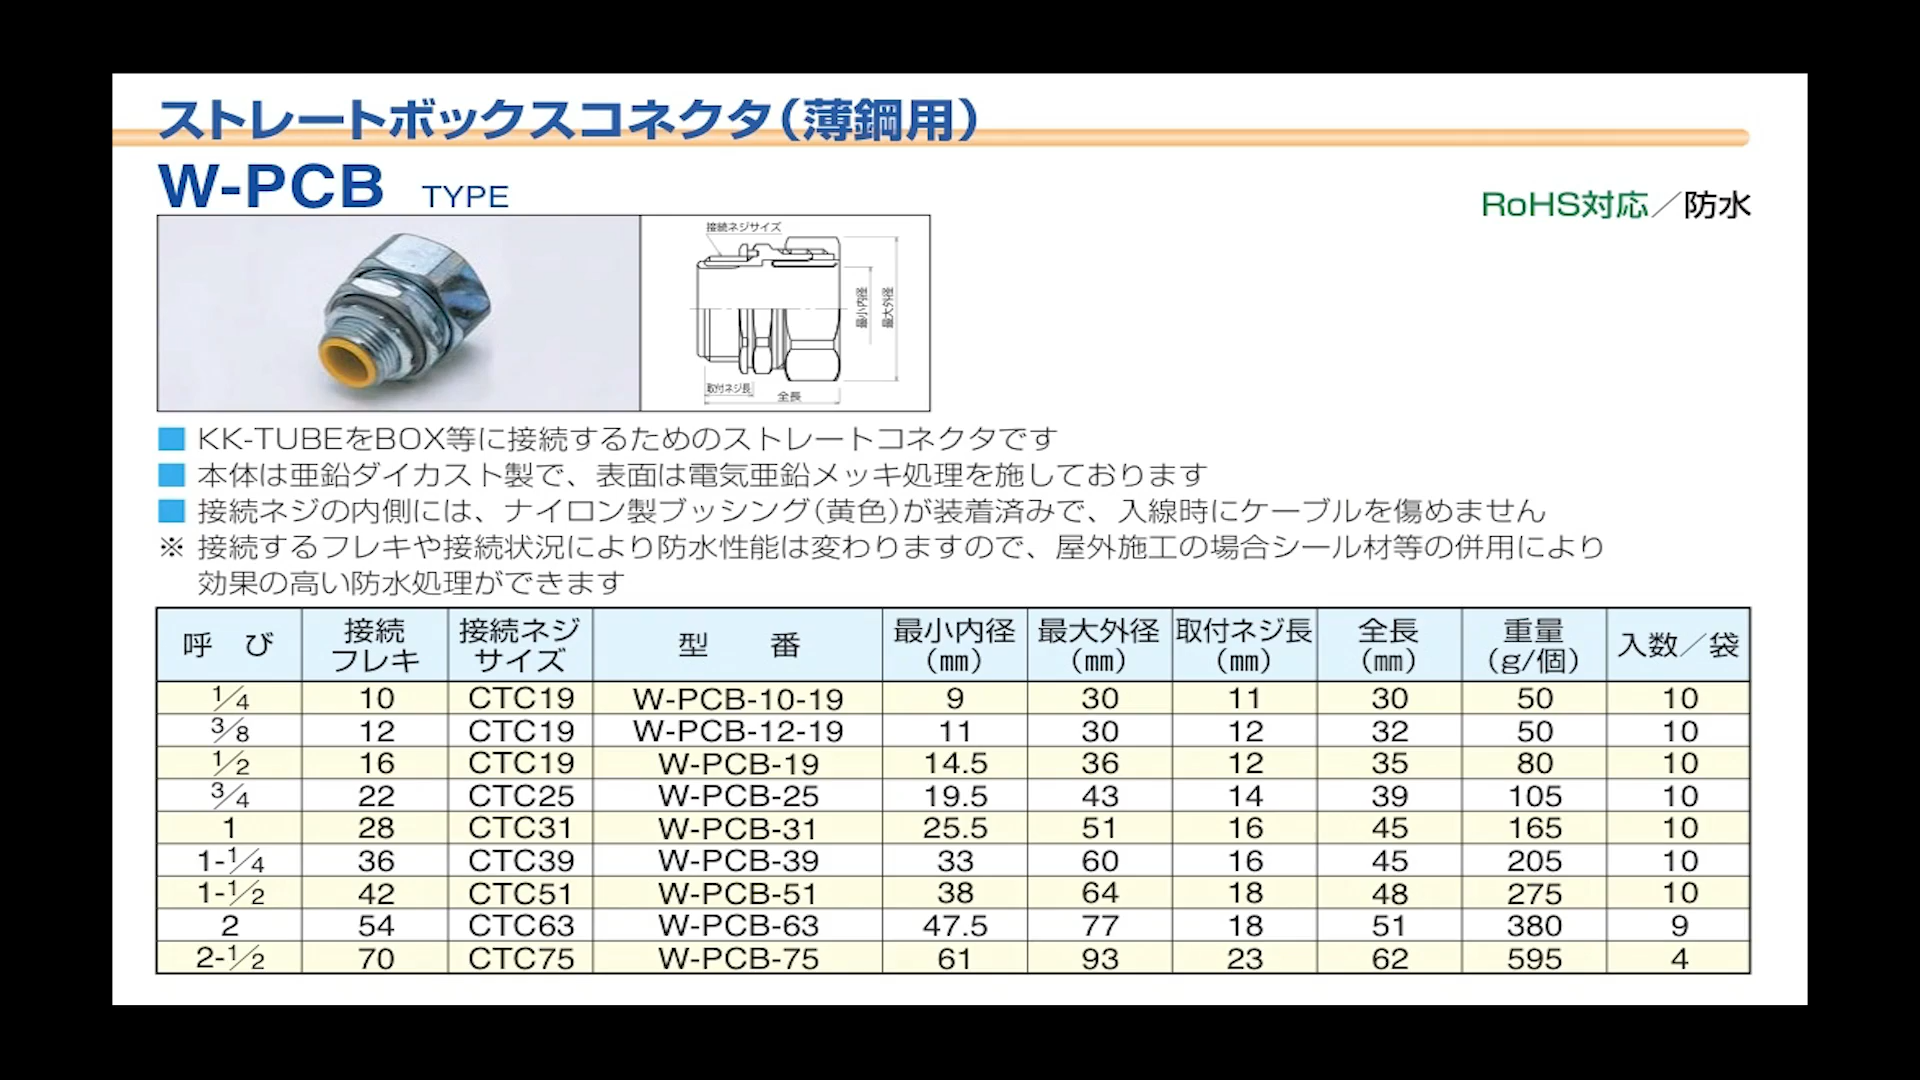 ストレートボックスコネクタ（薄鋼用）
W-PCB TYPE
RoHS対応／防水
接続ネジサイズ
最小内径
最大外径
取付ネジ長
全長
■ KK-TUBEをBOX等に接続するためのストレートコネクタです
■ 本体は亜鉛ダイカスト製で、表面は電気亜鉛メッキ処理を施しております
■ 接続ネジの内側には、ナイロン製ブッシング（黄色）が装着済みで、入線時にケーブルを傷めません
※ 接続するフレキや接続状況により防水性能は変わりますので、屋外施工の場合シール材等の併用により
効果の高い防水処理ができます
呼び 接続フレキ 接続ネジサイズ 型番 最小内径（㎜） 最大外径（㎜） 取付ネジ長（㎜） 全長（㎜） 重量（g/個） 入数／袋
1/4 10 CTC19 W-PCB-10-19 9 30 11 30 50 10
3/8 12 CTC19 W-PCB-12-19 11 30 12 32 50 10
1/2 16 CTC19 W-PCB-19 14.5 36 12 35 80 10
3/4 22 CTC25 W-PCB-25 19.5 43 14 39 105 10
1 28 CTC31 W-PCB-31 25.5 51 16 45 165 10
1-1/4 36 CTC39 W-PCB-39 33 60 16 45 205 10
1-1/2 42 CTC51 W-PCB-51 38 64 18 48 275 10
2 54 CTC63 W-PCB-63 47.5 77 18 51 380 9
2-1/2 70 CTC75 W-PCB-75 61 93 23 62 595 4